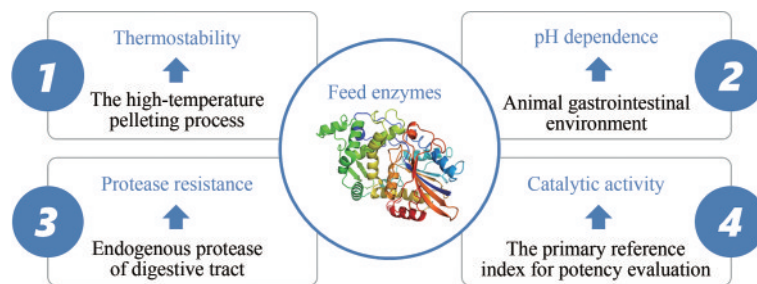 1
Thermostability
The high-temperature
pelleting process
pH dependence
Animal gastrointestinal
environment
2
Feed enzymes
3
Protease resistance
Endogenous protease
of digestive tract
Catalytic activity
The primary reference
index for potency evaluation
4